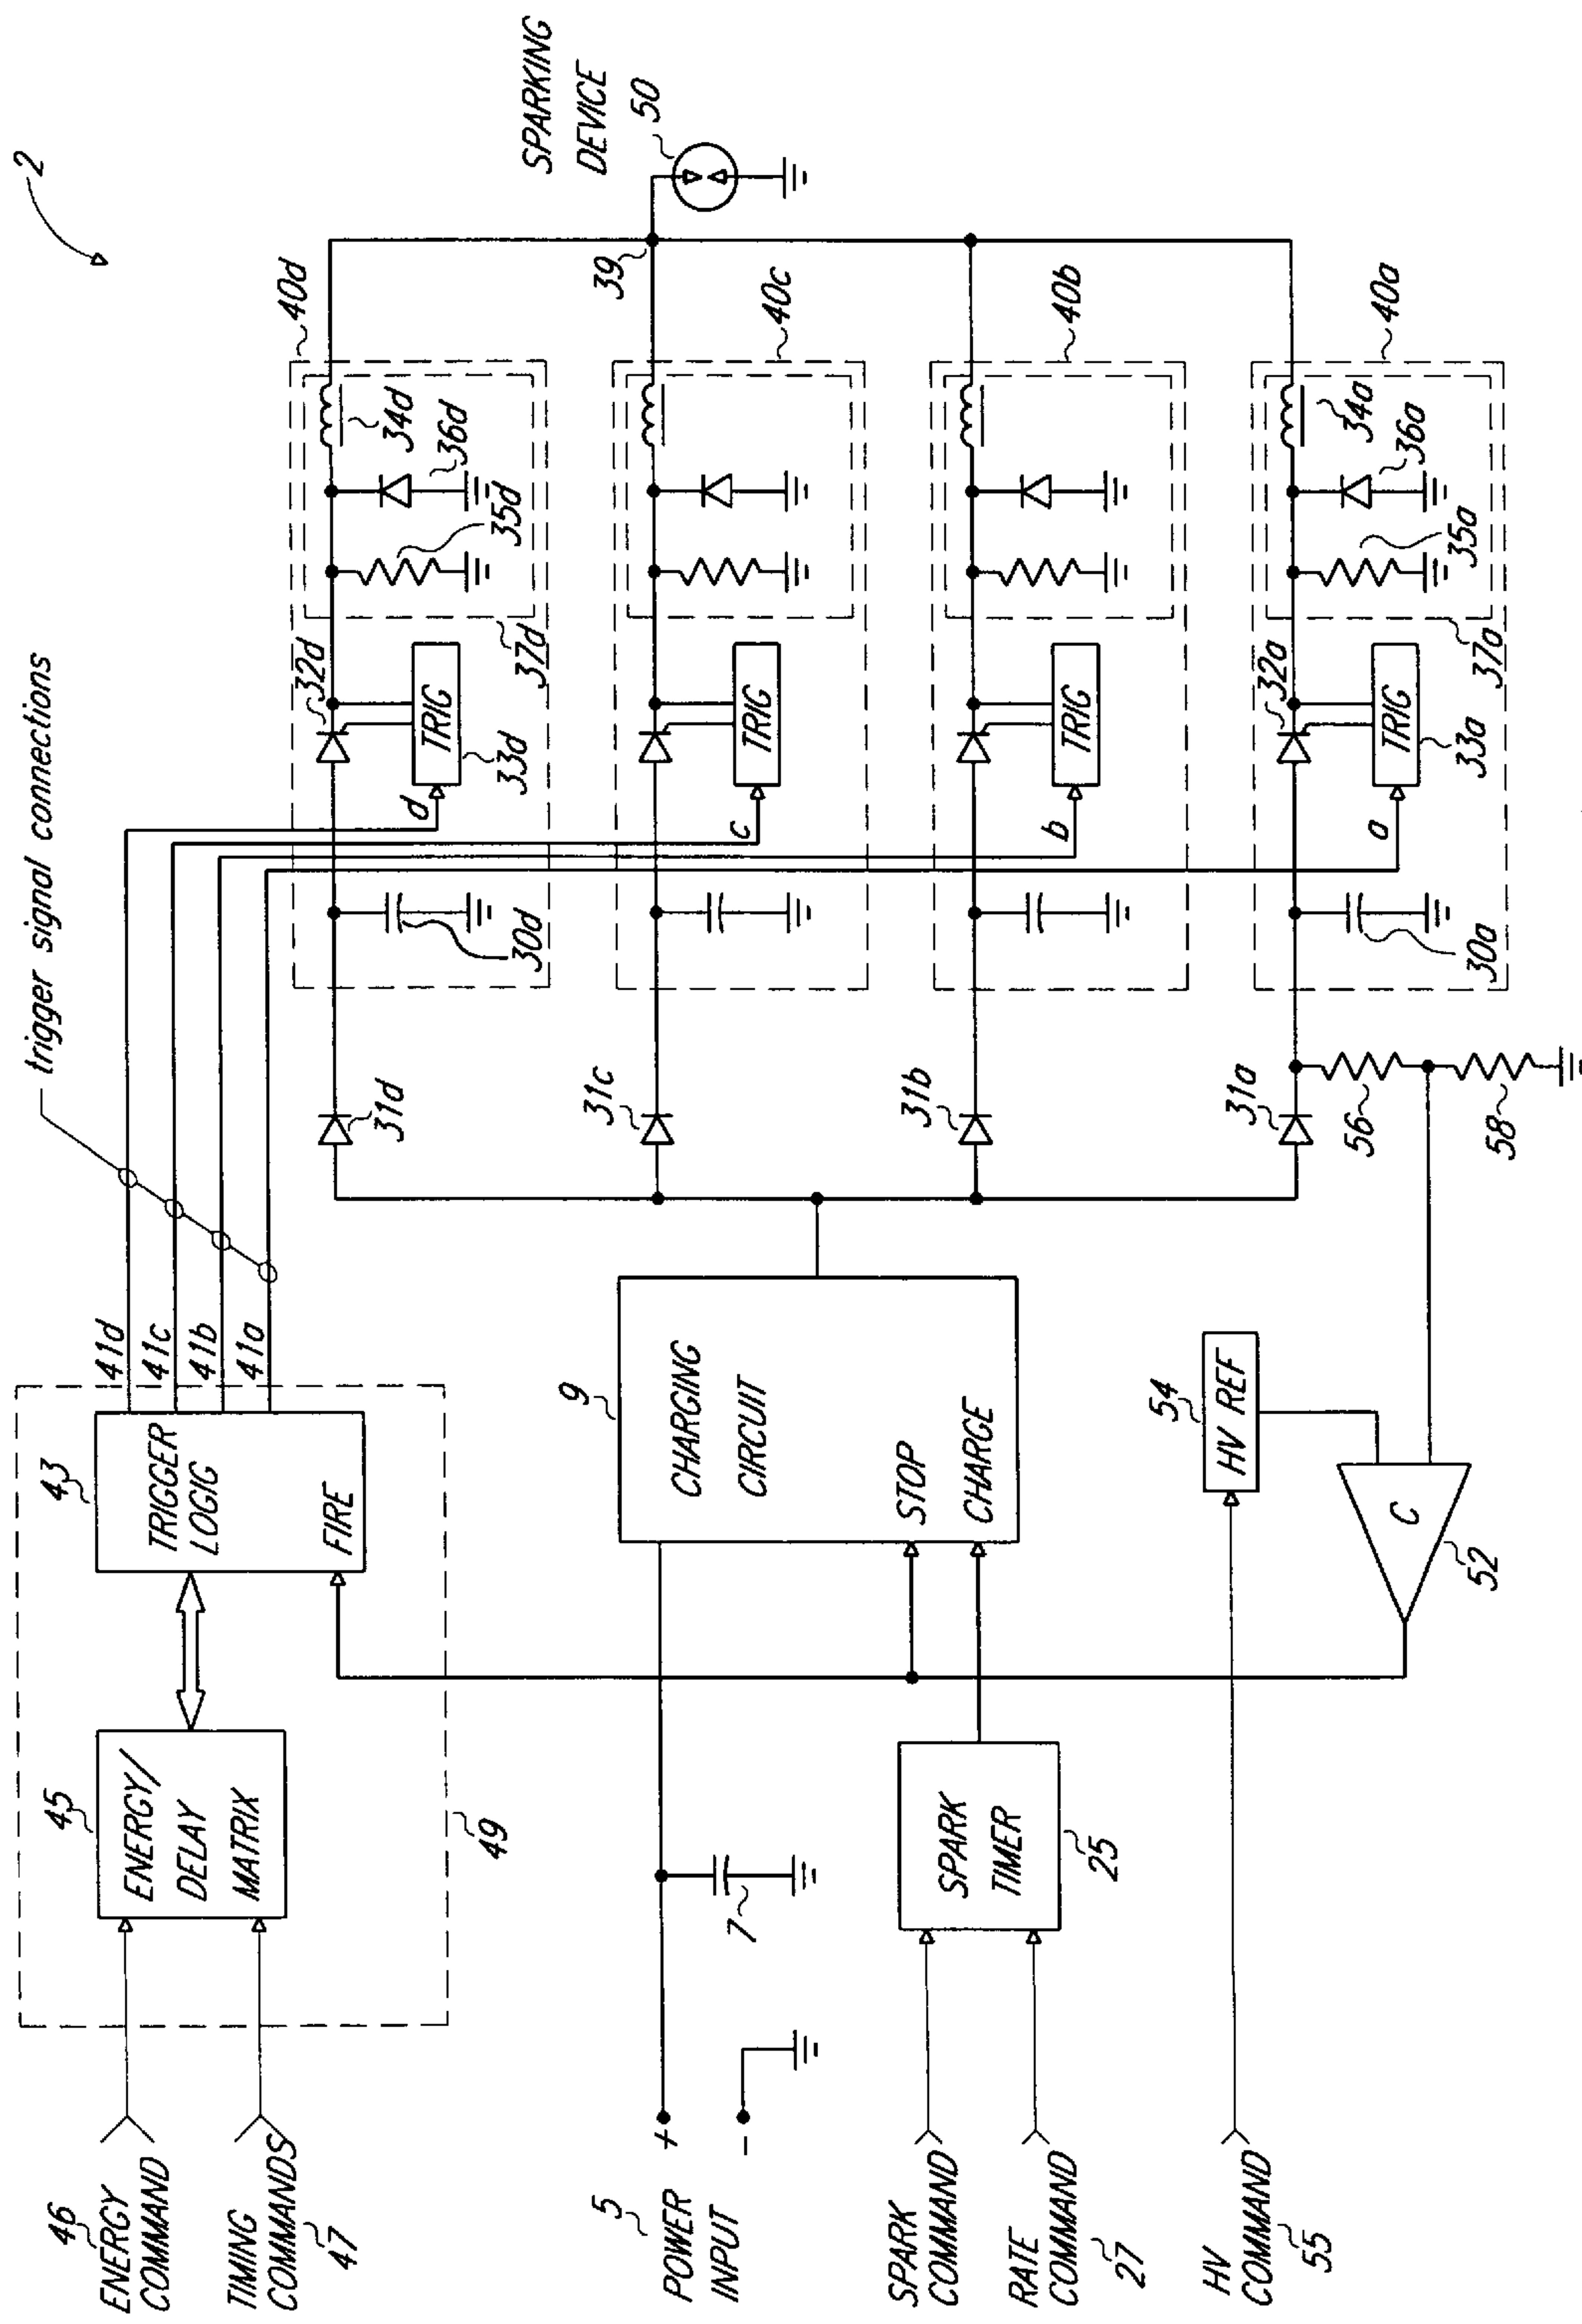 2
trigger signal connections
46
ENERGY
COMMAND
TIMING
COMMANDS
47
45
ENERGY/
DELAY
MATRIX
49
43
TRIGGER
LOGIG
FIRE
41d
41c
41b
41a
5
POWER
INPUT
+
-
7
9
CHARGING
CIRCUIT
STOP
CHARGE
SPARK
COMMAND
RATE
COMMAND
27
SPARK
TIMER
25
HV
COMMAND
55
54
HV REF
C
52
56
58
31d
31c
31b
31a
40d
30d
d
32d
TRIG
33d
37d
35d
36d
34d
40c
c
TRIG
40b
b
TRIG
40a
30a
a
32a
TRIG
33a
37a
35a
36a
34a
39
SPARKING
DEVICE
50